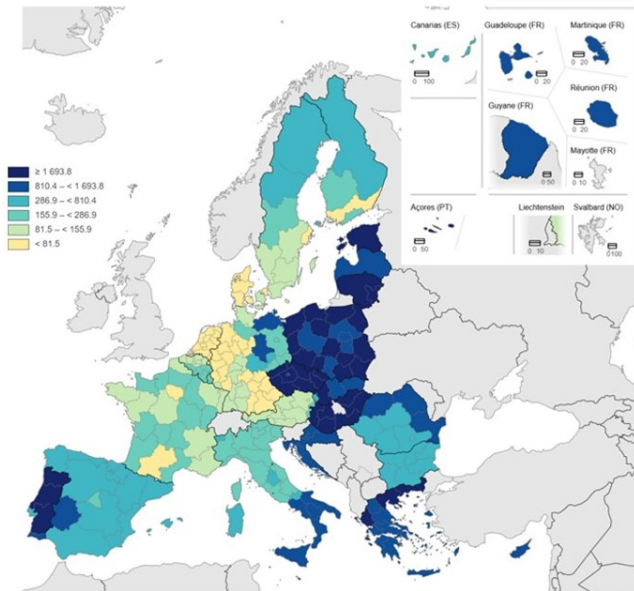 Canarias (ES)
0 100
Guadeloupe (FR)
0 20
Martinique (FR)
0 20
Guyane (FR)
0 50
Réunion (FR)
0 20
Mayotte (FR)
0 10
Açores (PT)
0 50
Liechtenstein
0 10
Svalbard (NO)
0 100
≥ 1 693.8
810.4 – < 1 693.8
286.9 – < 810.4
155.9 – < 286.9
81.5 – < 155.9
< 81.5